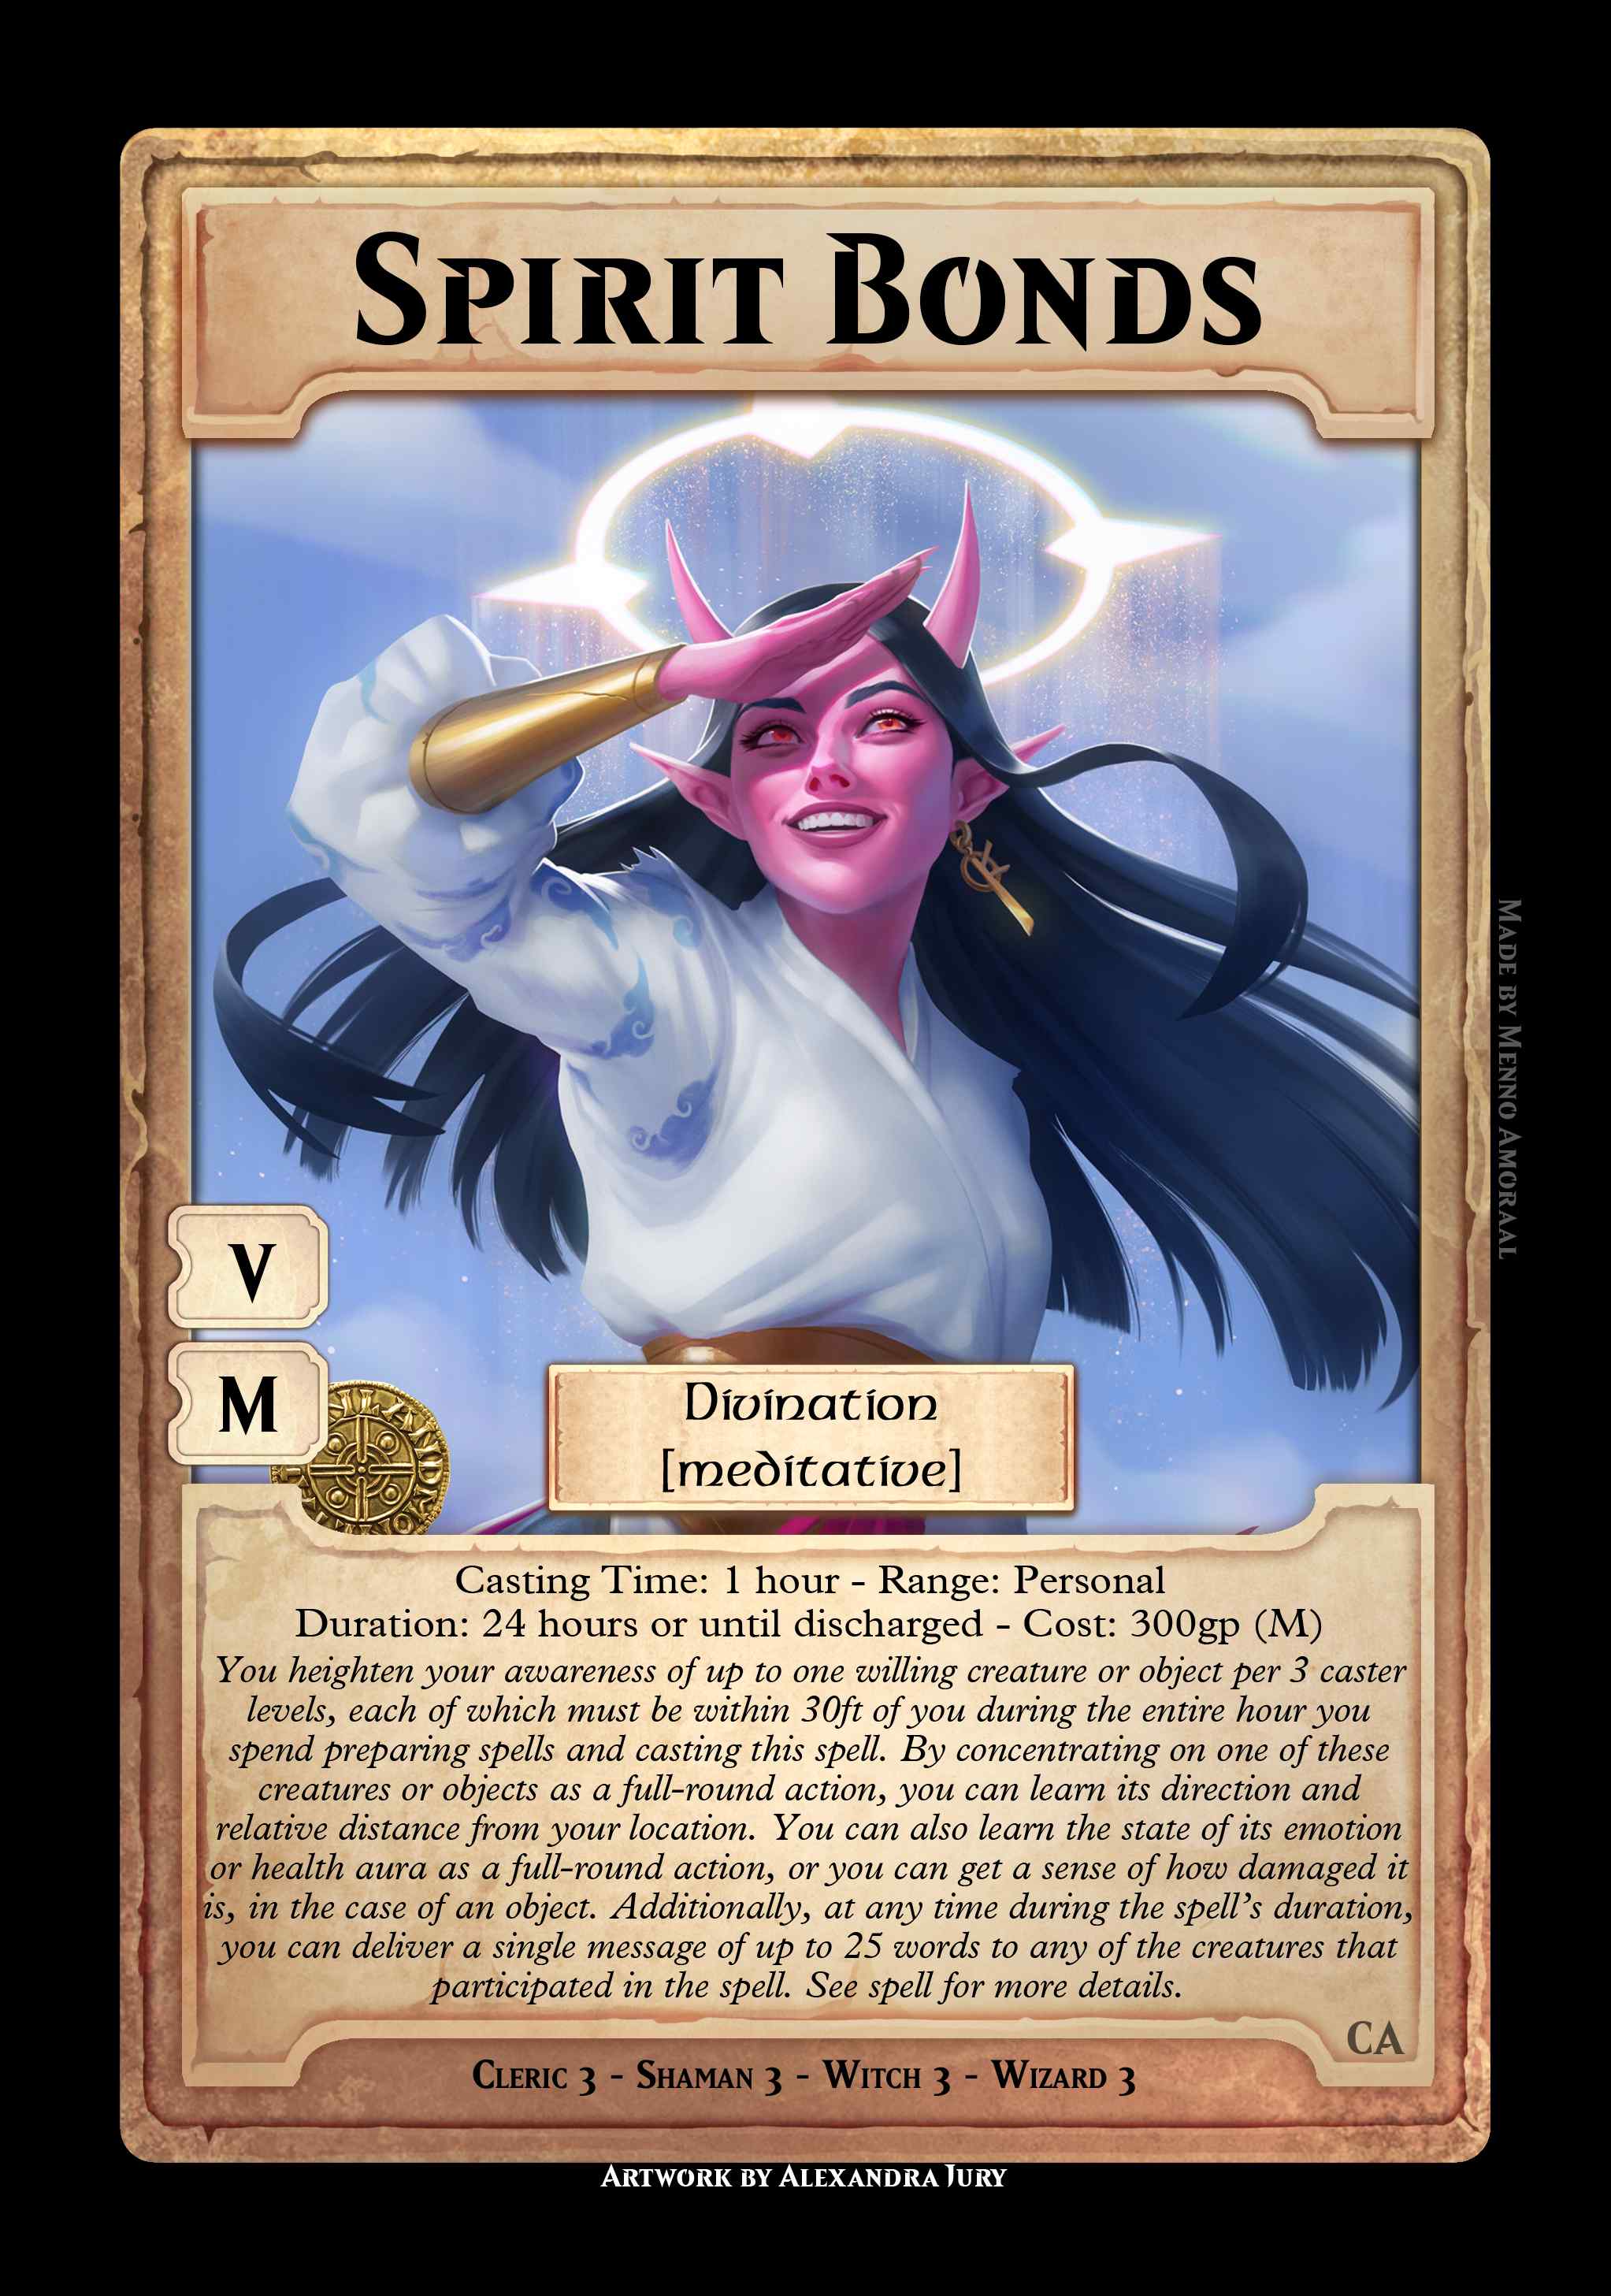 Spirit Bonds
V
M
Divination
[meditative]
Casting Time: 1 hour - Range: Personal
Duration: 24 hours or until discharged - Cost: 300gp (M)
You heighten your awareness of up to one willing creature or object per 3 caster
levels, each of which must be within 30ft of you during the entire hour you
spend preparing spells and casting this spell. By concentrating on one of these
creatures or objects as a full-round action, you can learn its direction and
relative distance from your location. You can also learn the state of its emotion
or health aura as a full-round action, or you can get a sense of how damaged it
is, in the case of an object. Additionally, at any time during the spell's duration,
you can deliver a single message of up to 25 words to any of the creatures that
participated in the spell. See spell for more details.
CA
Cleric 3 - Shaman 3 - Witch 3 - Wizard 3
Artwork by Alexandra Jury
Made by Menno Amoraal